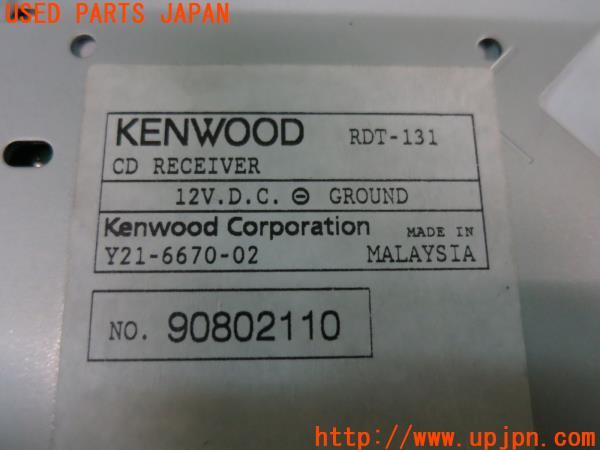 USED PARTS JAPAN
KENWOOD RDT-131
CD RECEIVER
12V.D.C. ⊖ GROUND
Kenwood Corporation MADE IN
Y21-6670-02 MALAYSIA
NO. 90802110
http://www.upjpn.com/